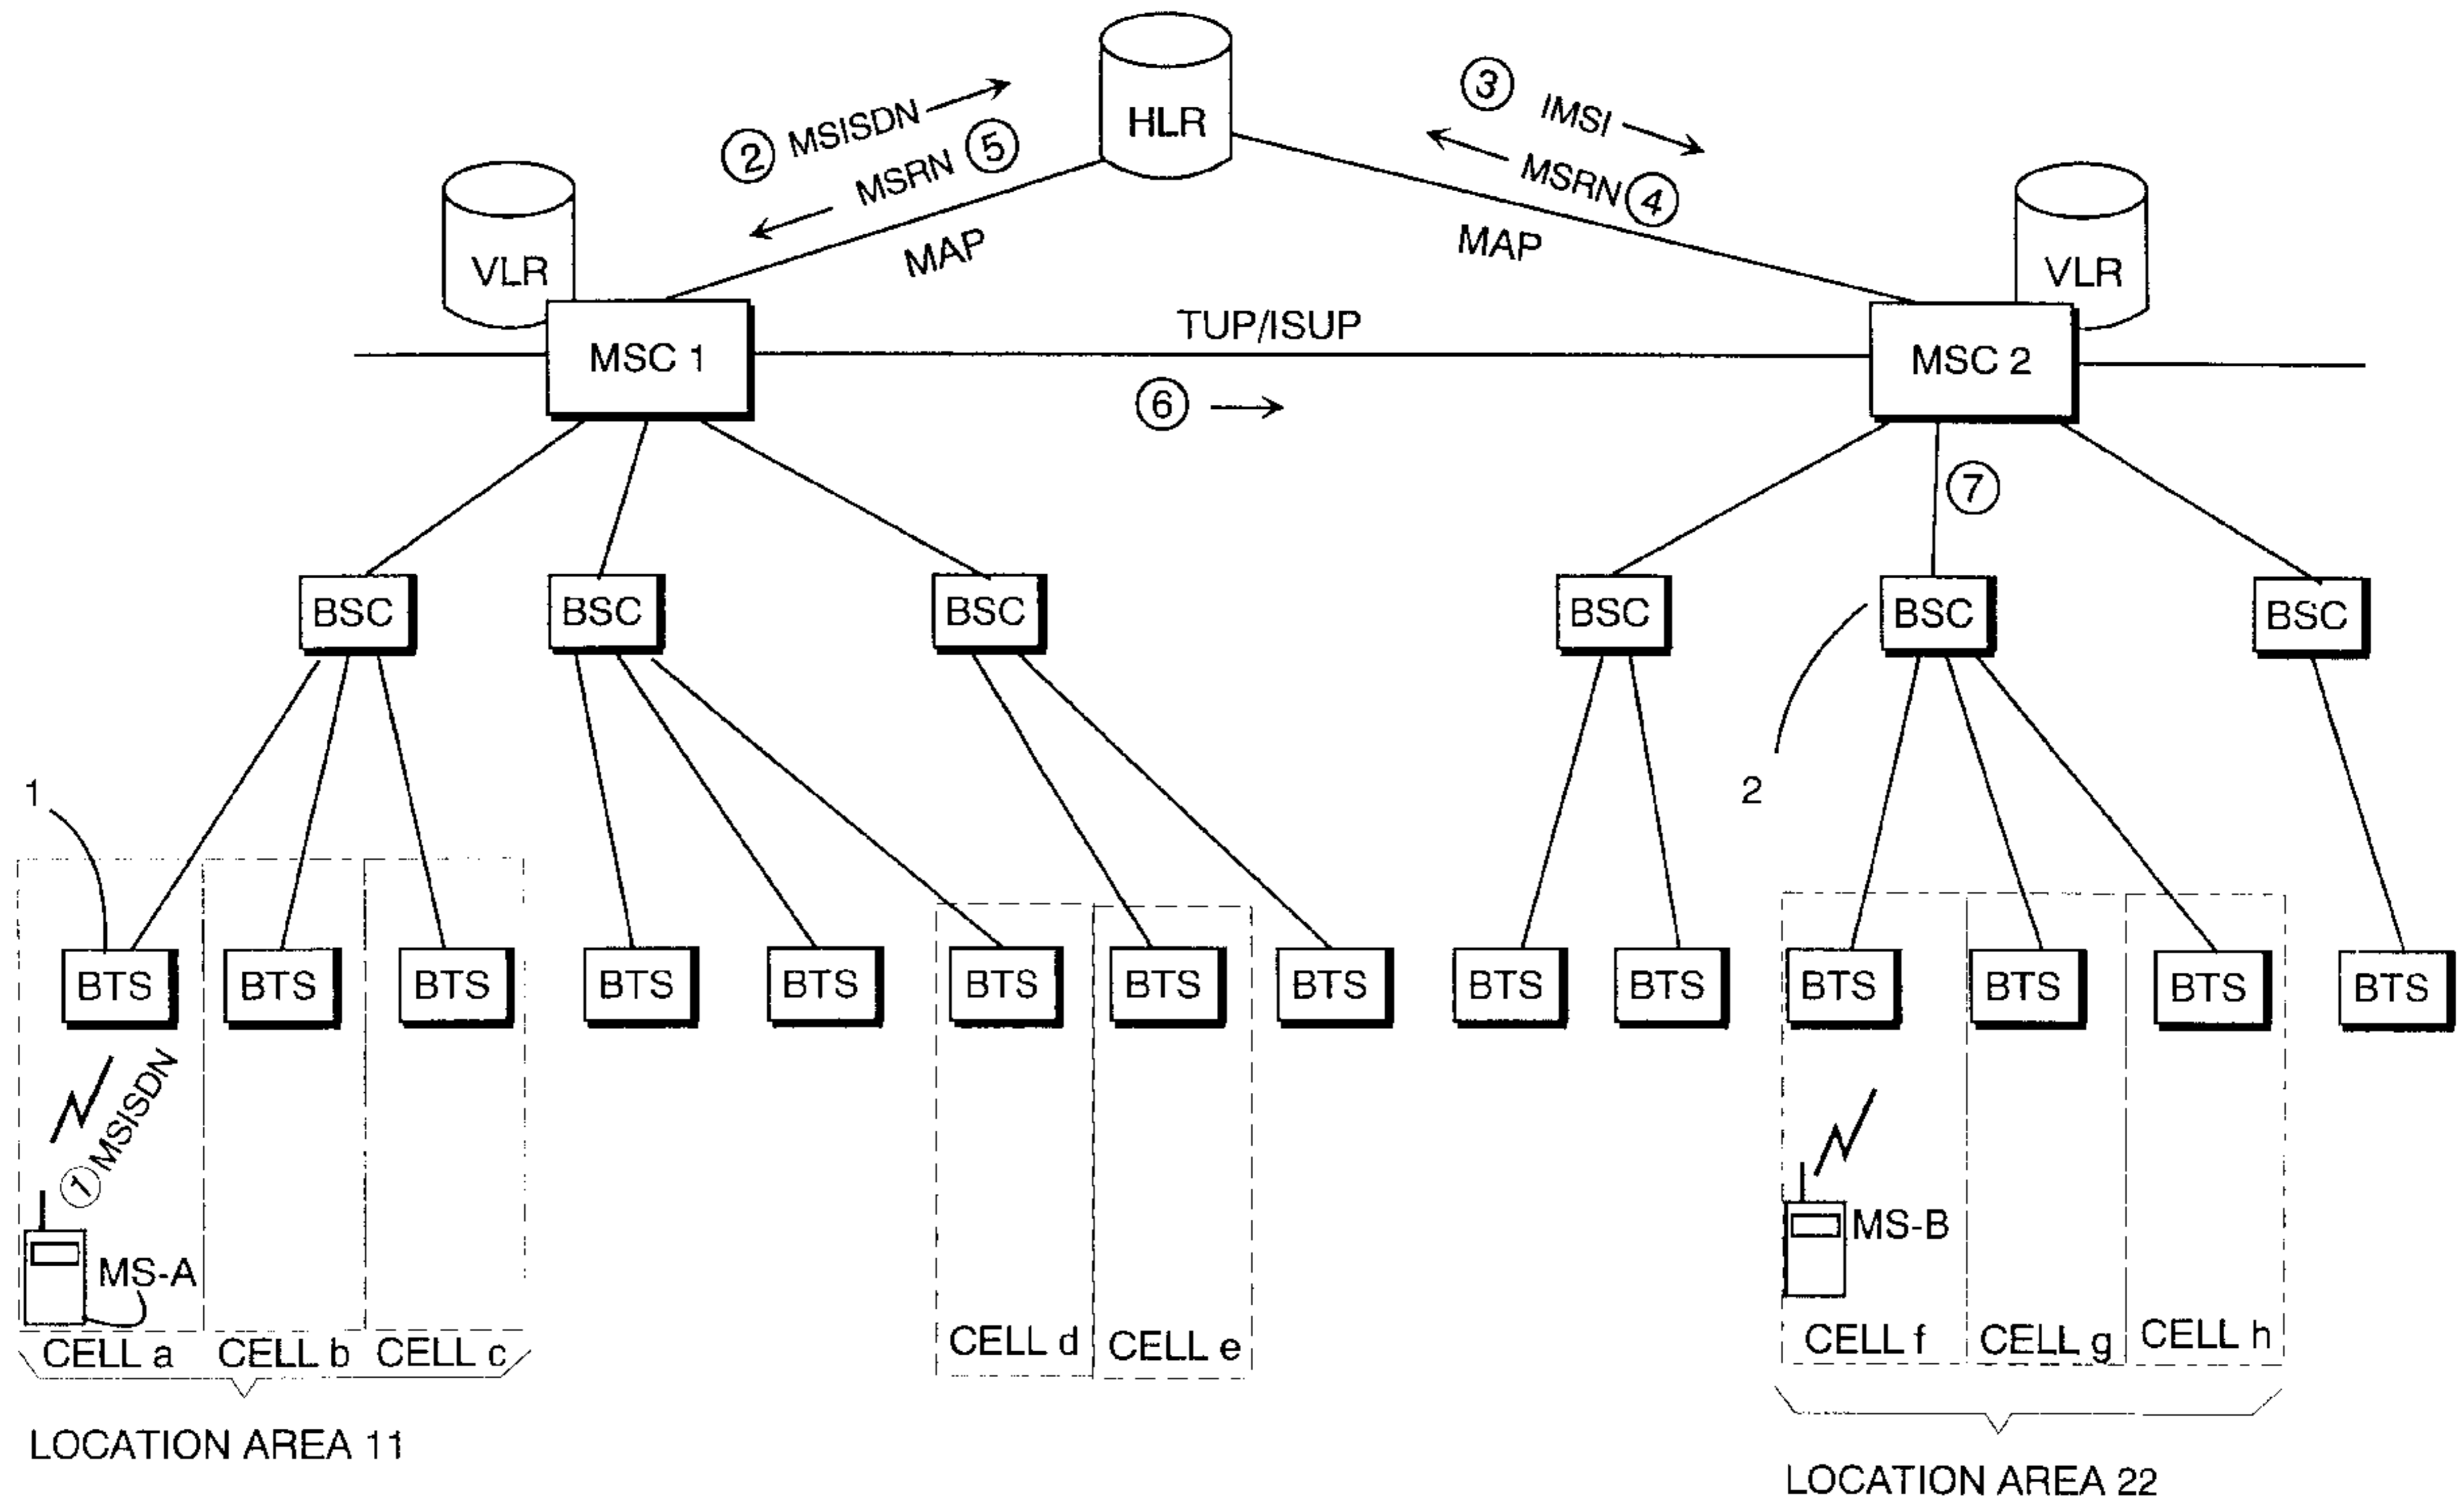 HLR
② MSISDN
MSRN ⑤
MAP
③ IMSI
MSRN ④
MAP
VLR
VLR
MSC 1
TUP/ISUP
MSC 2
⑥
⑦
BSC
BSC
BSC
BSC
BSC
BSC
1
2
BTS
BTS
BTS
BTS
BTS
BTS
BTS
BTS
BTS
BTS
BTS
BTS
BTS
BTS
① MSISDN
MS-A
MS-B
CELL a
CELL b
CELL c
CELL d
CELL e
CELL f
CELL g
CELL h
LOCATION AREA 11
LOCATION AREA 22